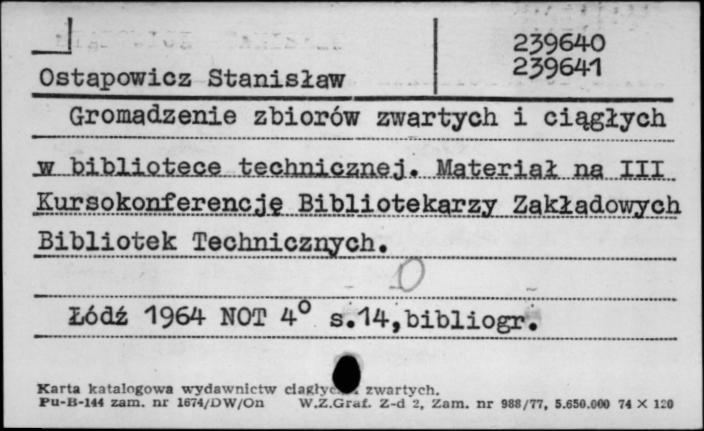 239640
239641
Ostapowicz Stanisław
Gromadzenie zbiorów zwartych i ciągłych
w bibliotece technicznej. Materiał na III
Kursokonferencję Bibliotekarzy Zakładowych
Bibliotek Technicznych.
Łódź 1964 NOT 4° s.14,bibliogr.
Karta katalogowa wydawnictw zwartych.
Pu-B-144 zam. nr 1674/DW/On W.Z.Graf. Z-d 2, Zam. nr 988/77, 5.650.000 74 X 120